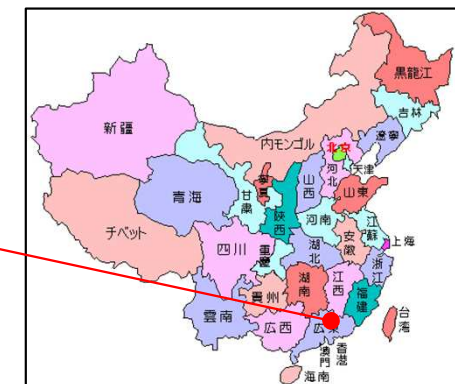 黒龍江
吉林
遼寧
新疆
内モンゴル
北京
河北
天津
寧夏
山西
山東
青海
甘粛
陝西
河南
江蘇
チベット
安徽
上海
四川
重慶
湖北
浙江
湖南
江西
貴州
福建
雲南
広西
広東
台湾
香港
澳門
海南